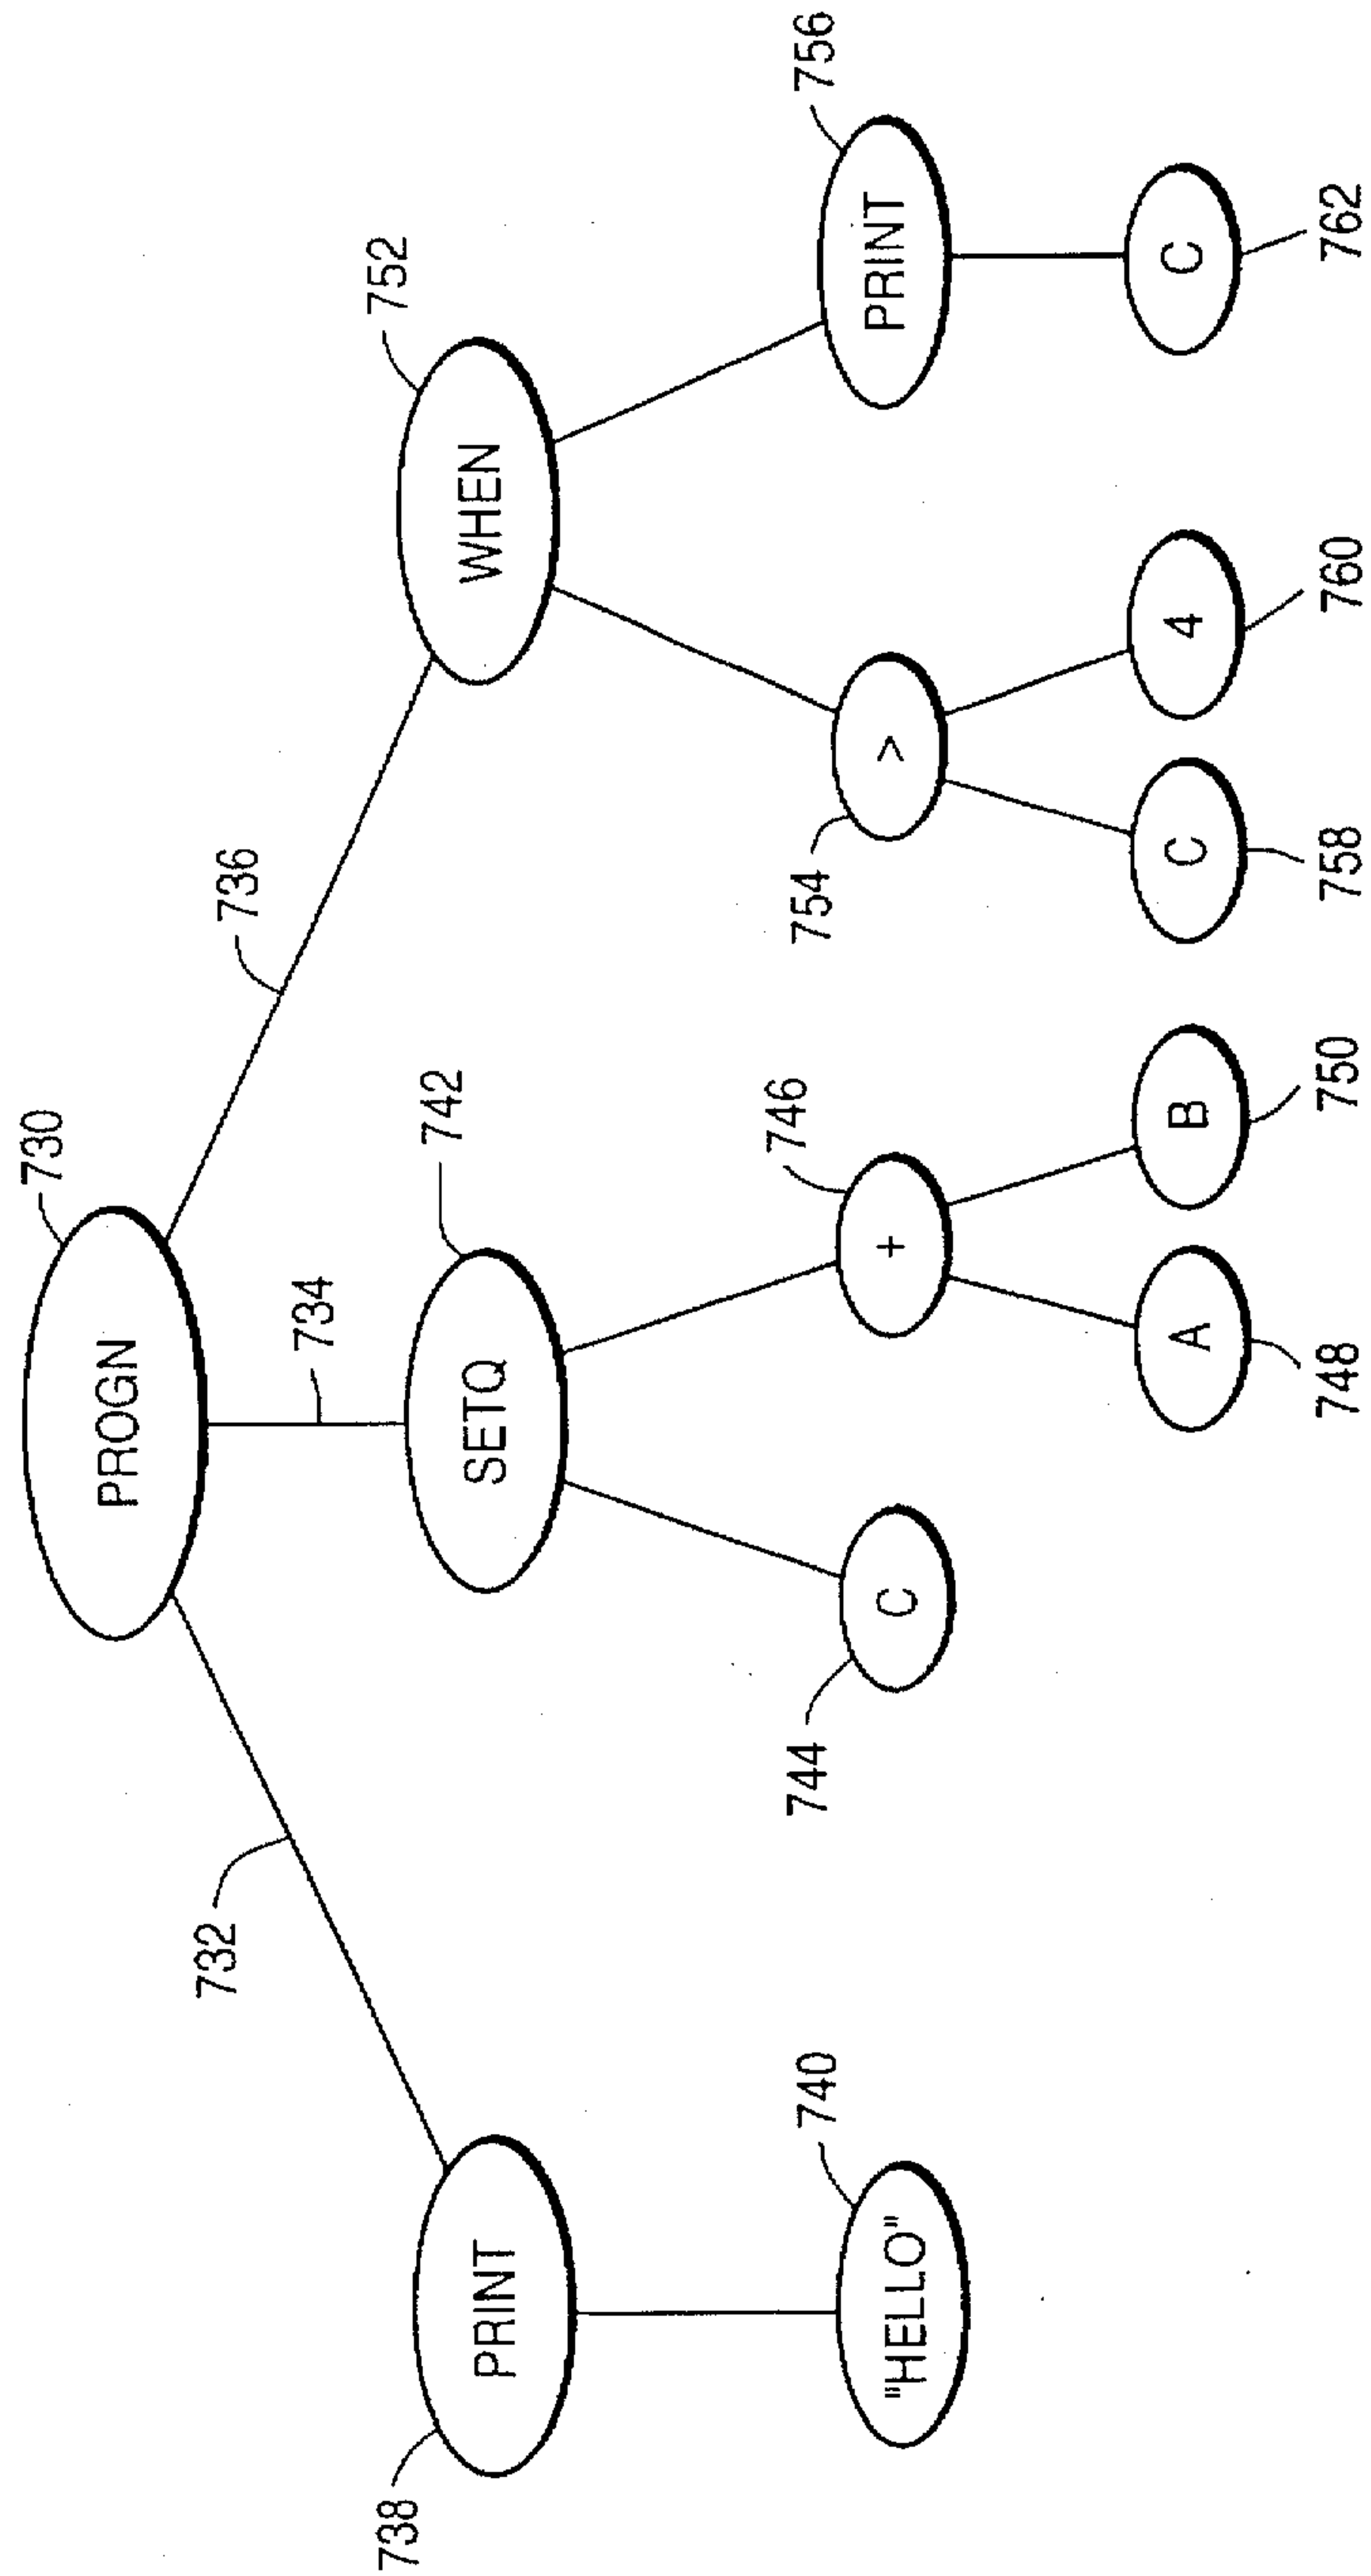 PROGN
730
732
734
736
738
PRINT
742
SETQ
752
WHEN
740
"HELLO"
744
C
746
+
754
>
756
PRINT
748
A
750
B
758
C
760
4
762
C